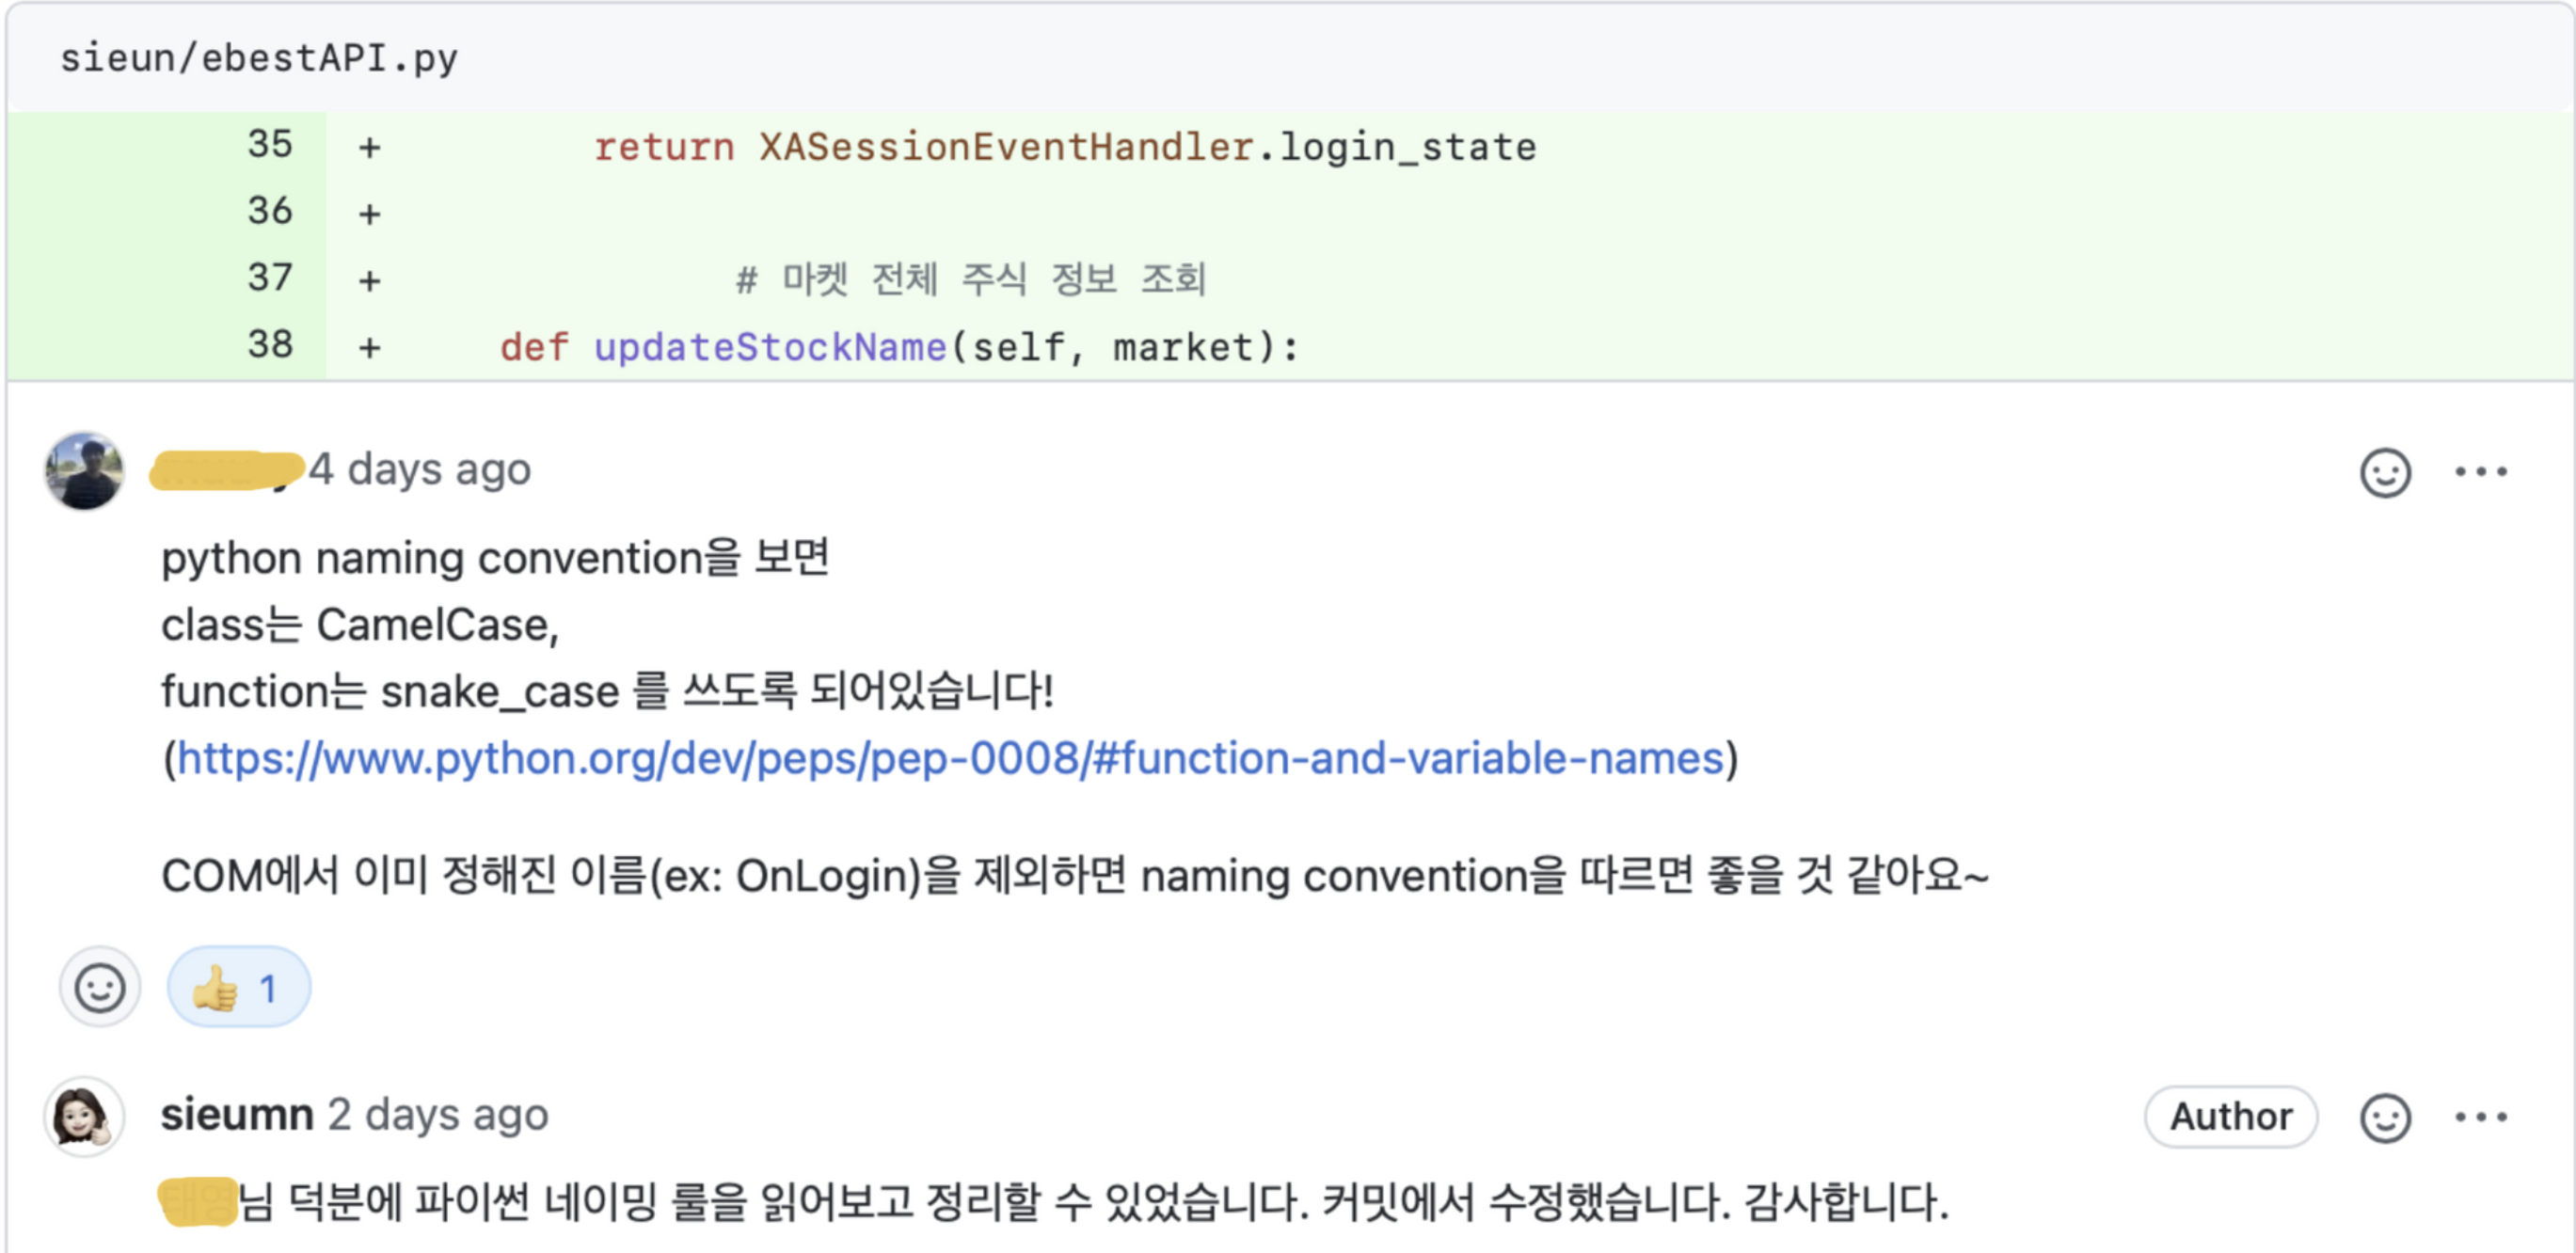 sieun/ebestAPI.py
35 + return XASessionEventHandler.login_state
36 +
37 + # 마켓 전체 주식 정보 조회
38 + def updateStockName(self, market):
4 days ago
python naming convention을 보면
class는 CamelCase,
function는 snake_case 를 쓰도록 되어있습니다!
(https://www.python.org/dev/peps/pep-0008/#function-and-variable-names)
COM에서 이미 정해진 이름(ex: OnLogin)을 제외하면 naming convention을 따르면 좋을 것 같아요~
👍 1
sieumn 2 days ago
Author
님 덕분에 파이썬 네이밍 룰을 읽어보고 정리할 수 있었습니다. 커밋에서 수정했습니다. 감사합니다.